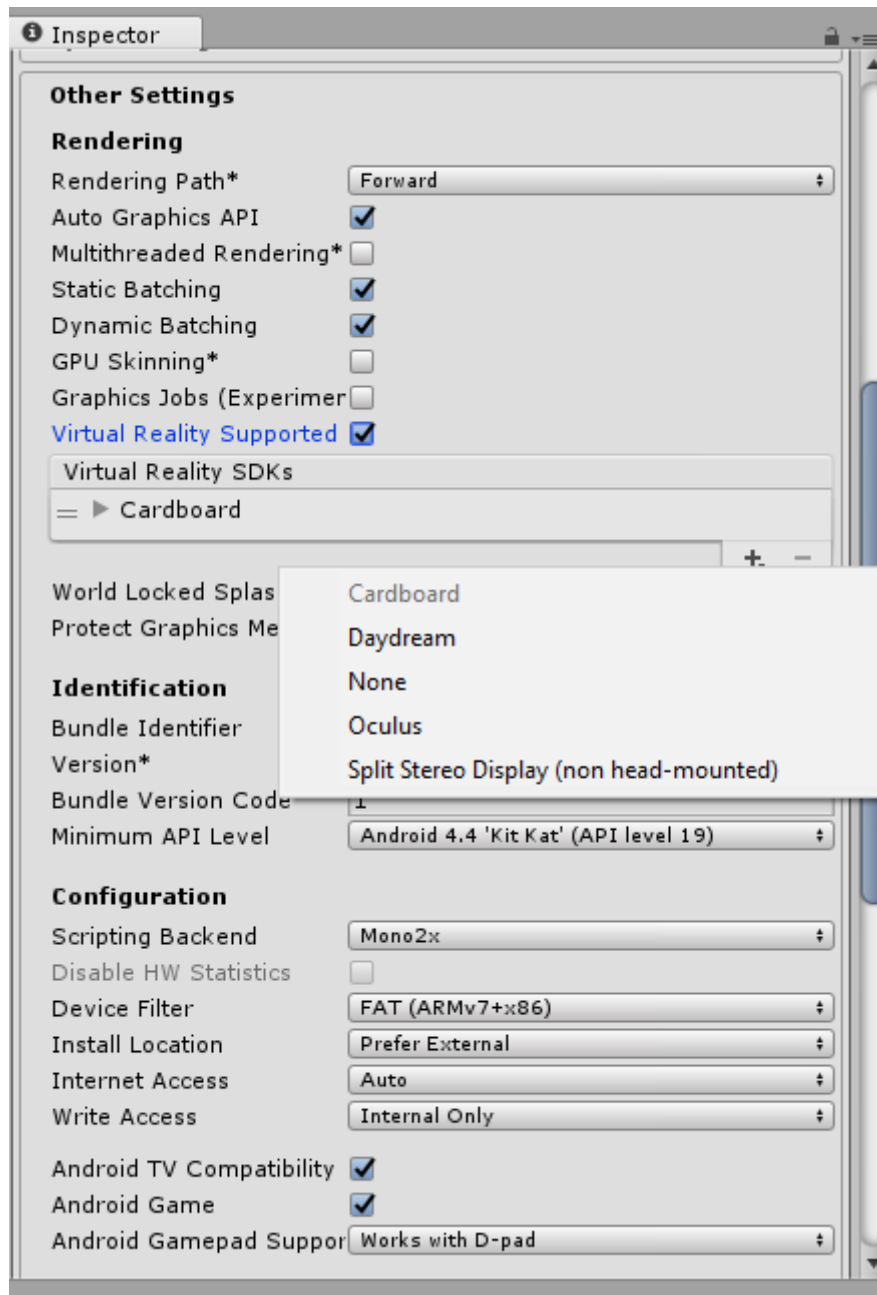 Inspector
Other Settings
Rendering
Rendering Path* Forward
Auto Graphics API
Multithreaded Rendering*
Static Batching
Dynamic Batching
GPU Skinning*
Graphics Jobs (Experimer
Virtual Reality Supported
Virtual Reality SDKs
Cardboard
World Locked Splas
Protect Graphics Me
Cardboard
Daydream
None
Oculus
Split Stereo Display (non head-mounted)
Identification
Bundle Identifier
Version*
Bundle Version Code 1
Minimum API Level Android 4.4 'Kit Kat' (API level 19)
Configuration
Scripting Backend Mono2x
Disable HW Statistics
Device Filter FAT (ARMv7+x86)
Install Location Prefer External
Internet Access Auto
Write Access Internal Only
Android TV Compatibility
Android Game
Android Gamepad Suppor Works with D-pad